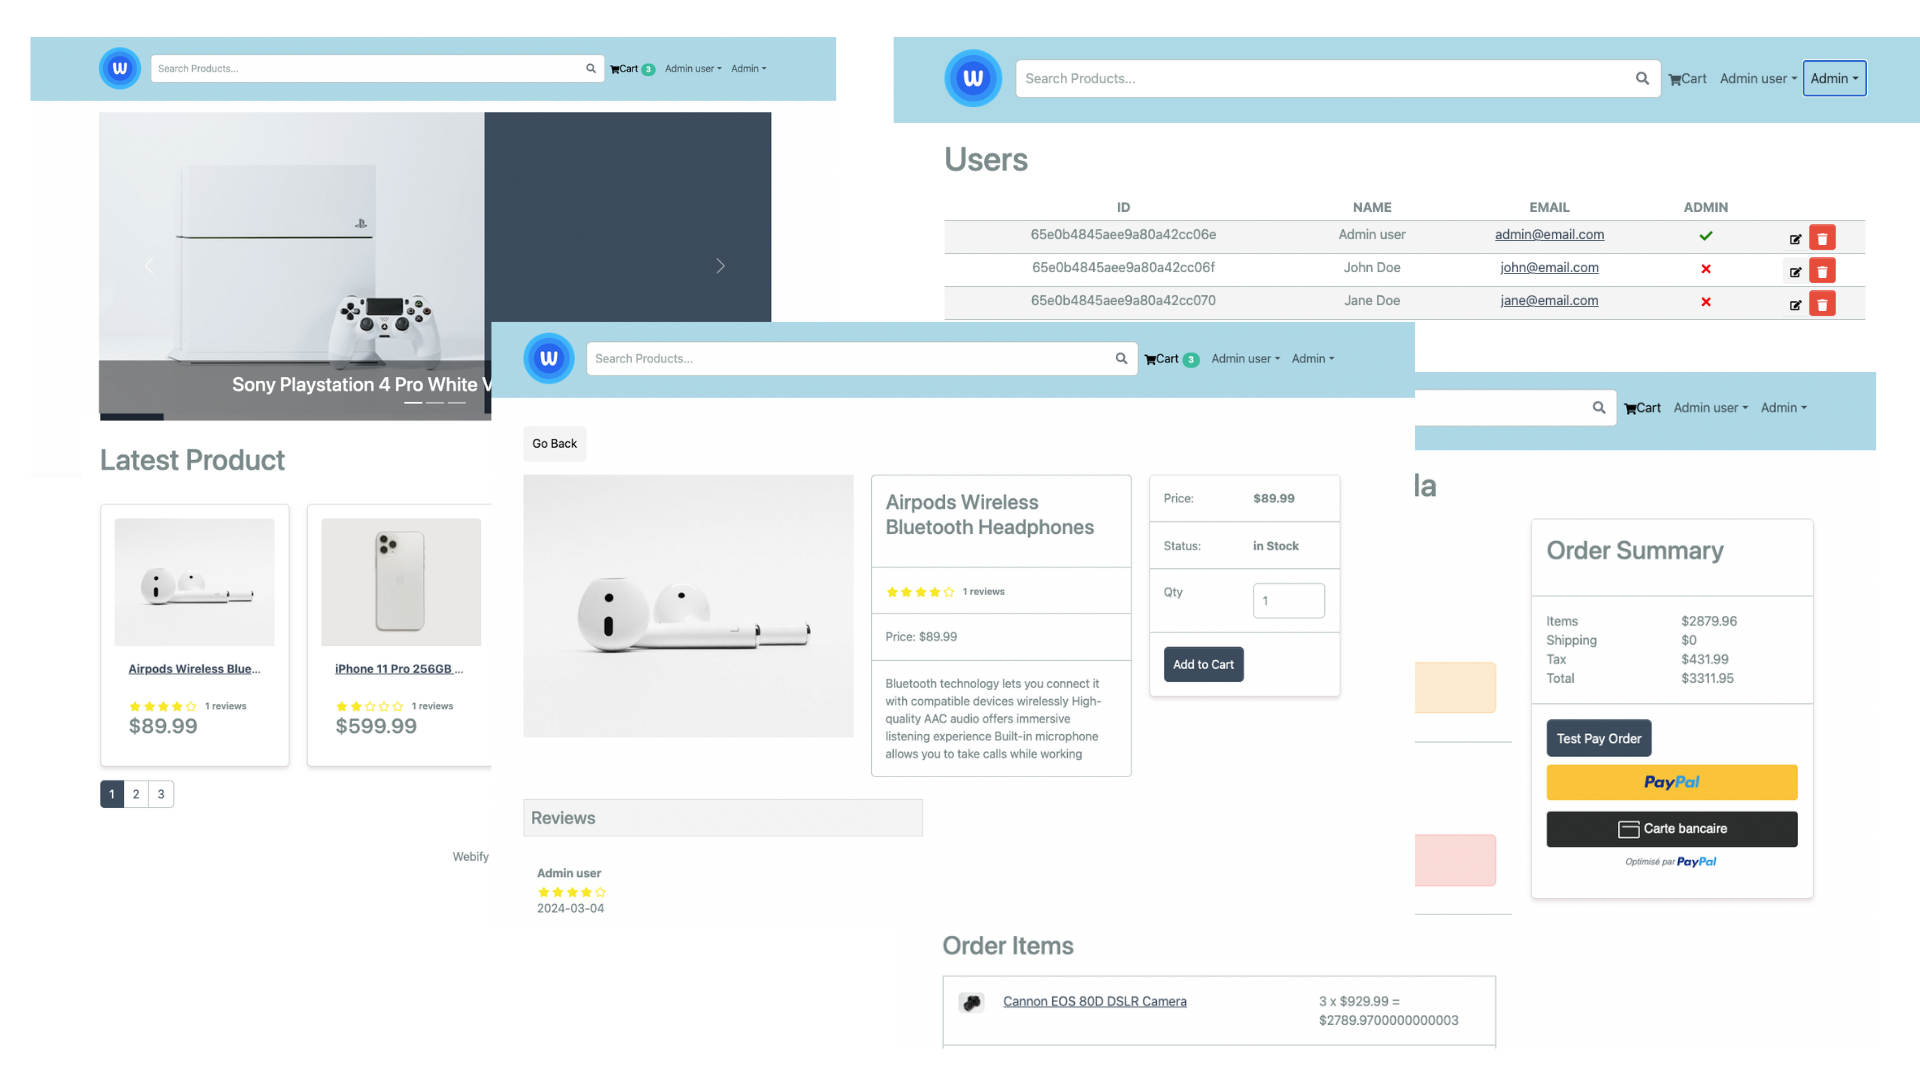 W
Search Products...
Cart 3
Admin user
Admin
Sony Playstation 4 Pro White V
Latest Product
Airpods Wireless Blue...
1 reviews
$89.99
iPhone 11 Pro 256GB ...
1 reviews
$599.99
1 2 3
Webify
W
Search Products...
Cart
Admin user
Admin
Users
ID NAME EMAIL ADMIN
65e0b4845aee9a80a42cc06e Admin user admin@email.com
65e0b4845aee9a80a42cc06f John Doe john@email.com
65e0b4845aee9a80a42cc070 Jane Doe jane@email.com
W
Search Products...
Cart 3
Admin user
Admin
Go Back
Airpods Wireless
Bluetooth Headphones
1 reviews
Price: $89.99
Bluetooth technology lets you connect it
with compatible devices wirelessly High-
quality AAC audio offers immersive
listening experience Built-in microphone
allows you to take calls while working
Price: $89.99
Status: in Stock
Qty 1
Add to Cart
Reviews
Admin user
2024-03-04
Cart
Admin user
Admin
la
Order Summary
Items $2879.96
Shipping $0
Tax $431.99
Total $3311.95
Test Pay Order
PayPal
Carte bancaire
Optimisé par PayPal
Order Items
Cannon EOS 80D DSLR Camera
3 x $929.99 =
$2789.9700000000003